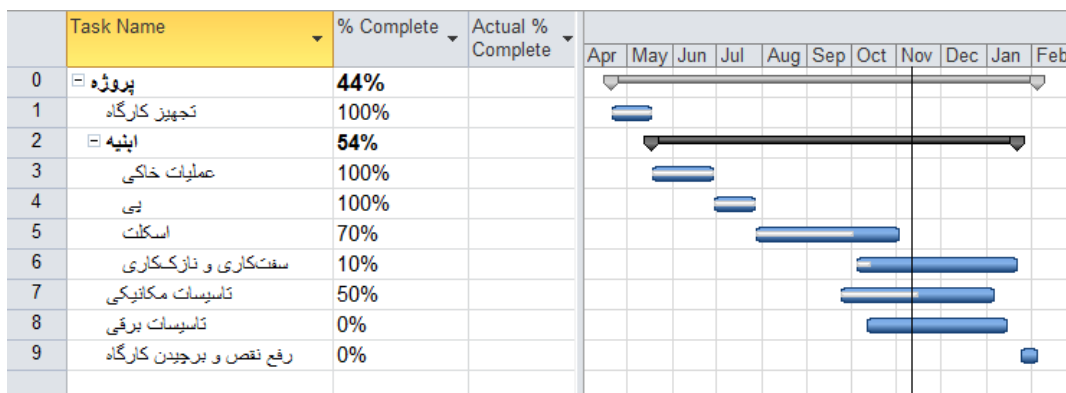 Task Name % Complete Actual % Complete
Apr May Jun Jul Aug Sep Oct Nov Dec Jan Feb
0 پروژه 44%
1 تجهیز کارگاه 100%
2 ابنیه 54%
3 عملیات خاکی 100%
4 پی 100%
5 اسکلت 70%
6 سفت‌کاری و نازک‌کاری 10%
7 تاسیسات مکانیکی 50%
8 تاسیسات برقی 0%
9 رفع نقص و برچیدن کارگاه 0%